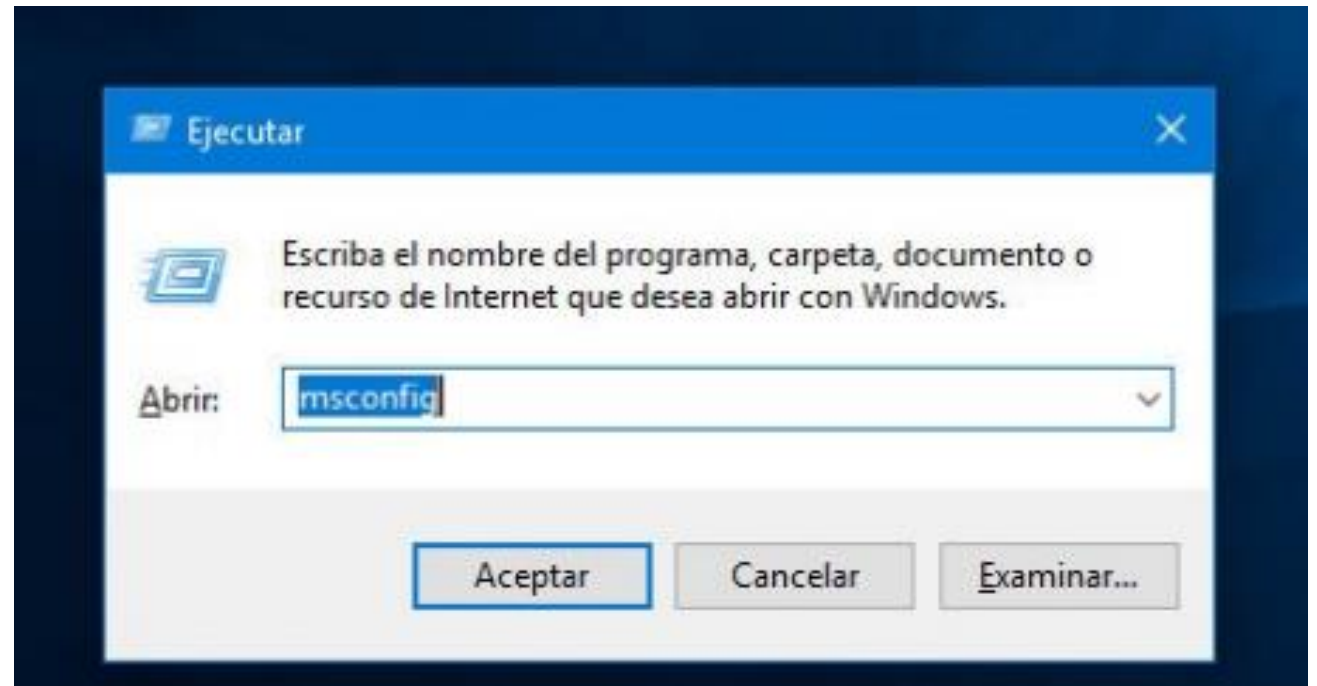 Ejecutar
Escriba el nombre del programa, carpeta, documento o
recurso de Internet que desea abrir con Windows.
Abrir:
msconfig
Aceptar
Cancelar
Examinar...